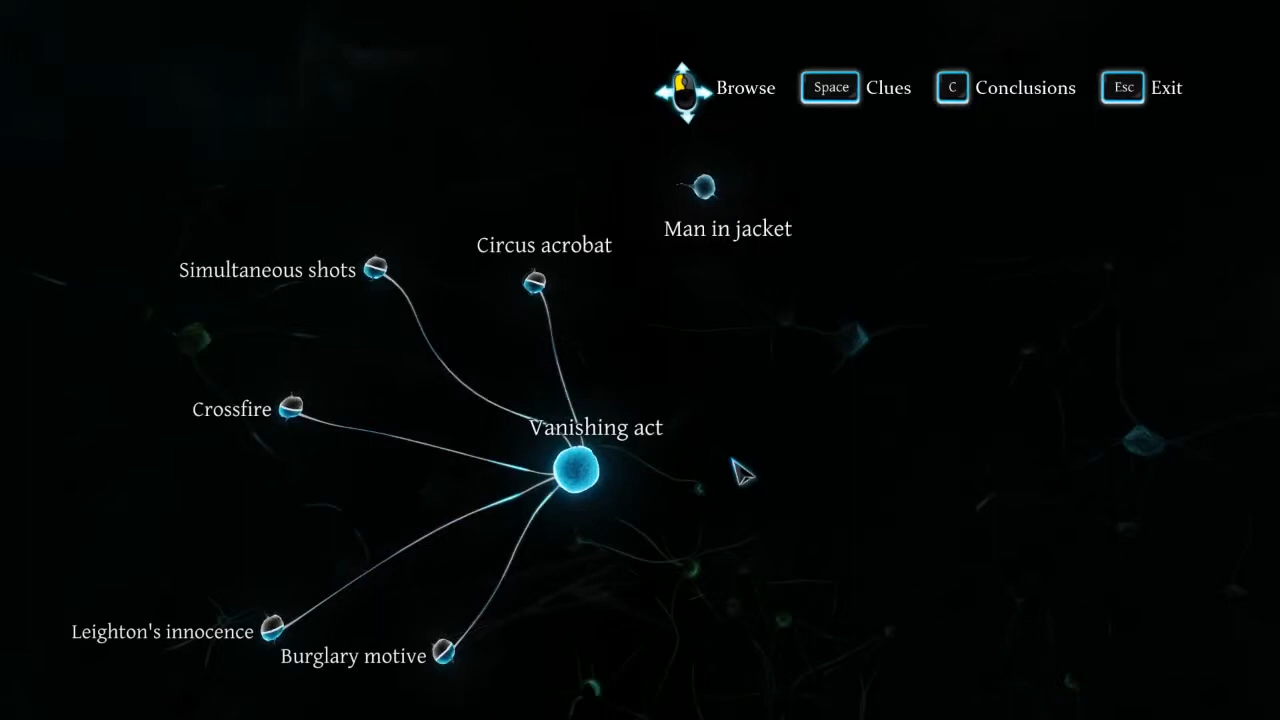 Browse
Space Clues
C Conclusions
Esc Exit
Man in jacket
Circus acrobat
Simultaneous shots
Crossfire
Vanishing act
Leighton's innocence
Burglary motive